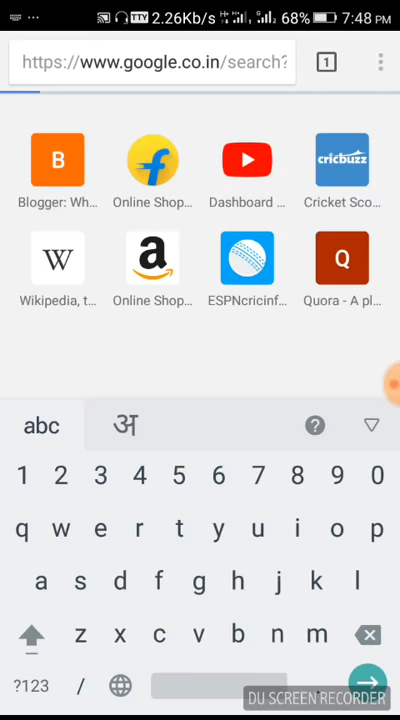 TTV 2.26Kb/s 68% 7:48 PM
https://www.google.co.in/search? 1
B f cricbuzz
Blogger: Wh... Online Shop... Dashboard ... Cricket Sco...
W a Q
Wikipedia, t... Online Shop... ESPNcricinf... Quora - A pl...
abc अ ?
1 2 3 4 5 6 7 8 9 0
q w e r t y u i o p
a s d f g h j k l
z x c v b n m
?123 / .
DU SCREEN RECORDER